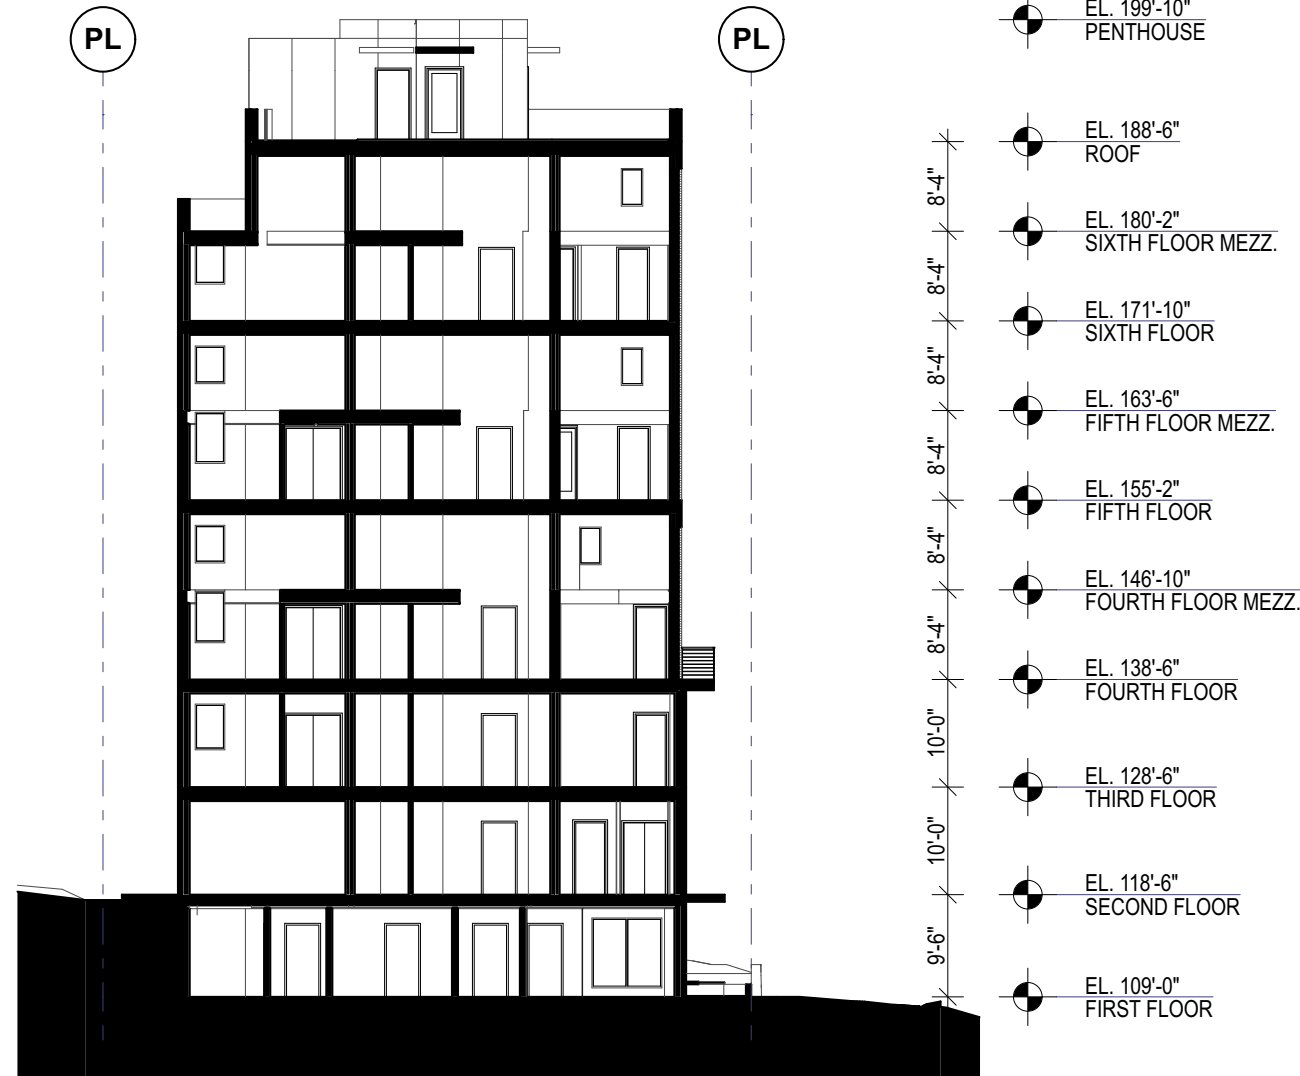 PL
PL
EL. 199'-10"
PENTHOUSE
EL. 188'-6"
ROOF
8'-4"
EL. 180'-2"
SIXTH FLOOR MEZZ.
8'-4"
EL. 171'-10"
SIXTH FLOOR
8'-4"
EL. 163'-6"
FIFTH FLOOR MEZZ.
8'-4"
EL. 155'-2"
FIFTH FLOOR
8'-4"
EL. 146'-10"
FOURTH FLOOR MEZZ.
8'-4"
EL. 138'-6"
FOURTH FLOOR
10'-0"
EL. 128'-6"
THIRD FLOOR
10'-0"
EL. 118'-6"
SECOND FLOOR
9'-6"
EL. 109'-0"
FIRST FLOOR